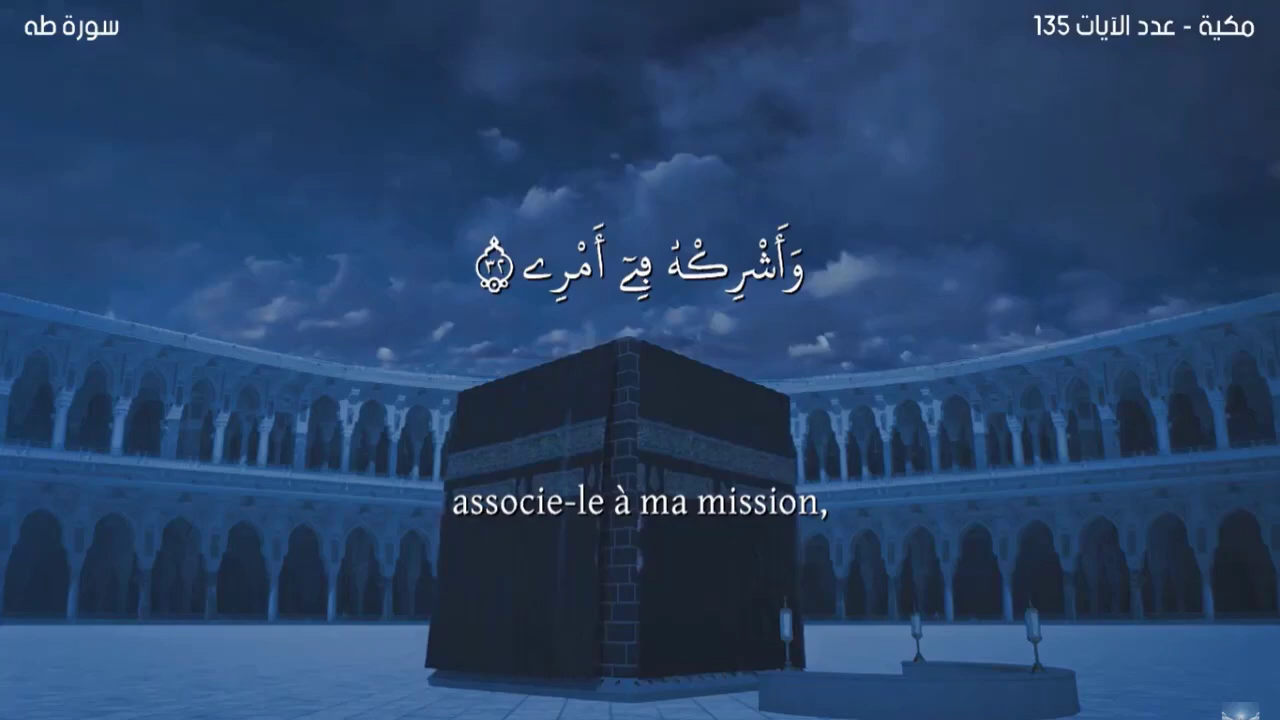 سورة طه
مكية - عدد الآيات 135
وَأَشْرِكْهُ فِىٓ أَمْرِى ٣٢
associe-le à ma mission,